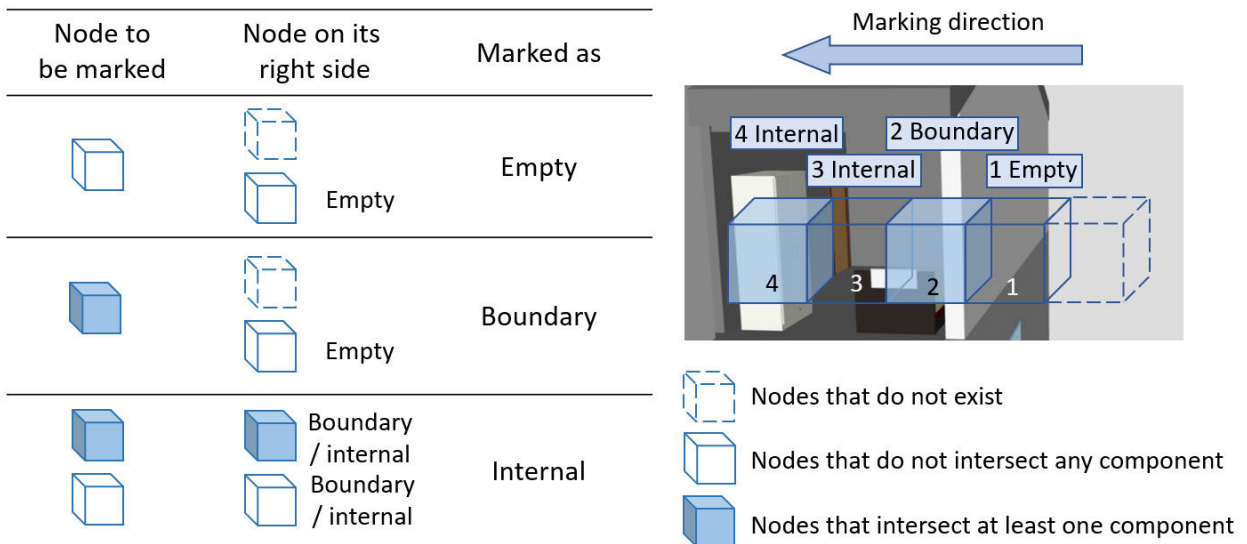 Node to
be marked
Node on its
right side
Marked as
Empty
Empty
Empty
Boundary
Empty
Boundary
/ internal
Boundary
/ internal
Internal
Marking direction
4 Internal
2 Boundary
3 Internal
1 Empty
4
3
2
1
Nodes that do not exist
Nodes that do not intersect any component
Nodes that intersect at least one component